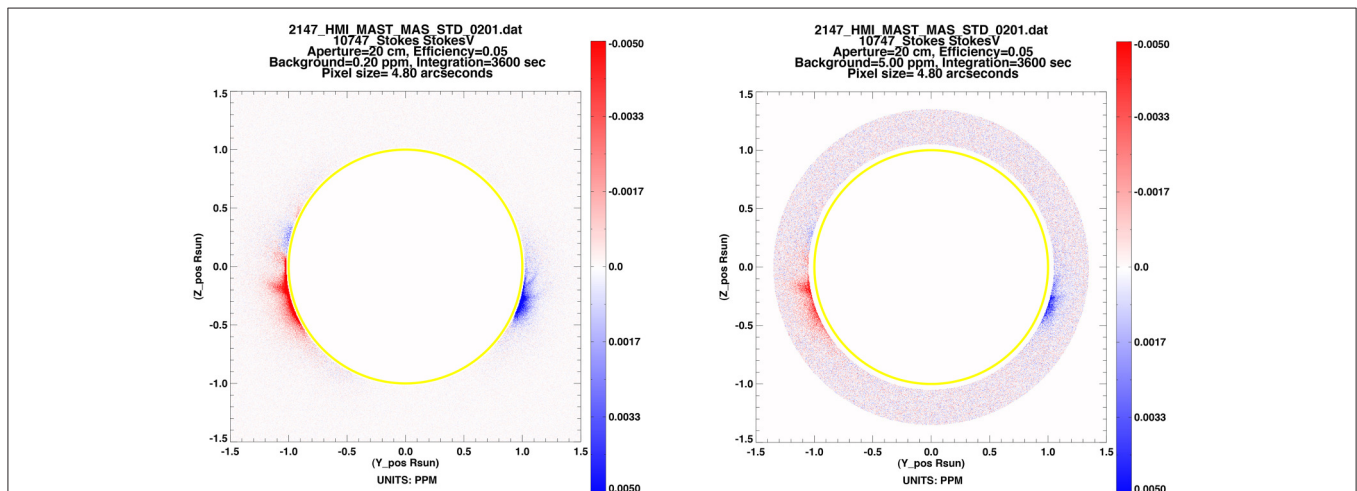 2147_HMI_MAST_MAS_STD_0201.dat
10747_Stokes StokesV
Aperture=20 cm, Efficiency=0.05
Background=0.20 ppm, Integration=3600 sec
Pixel size= 4.80 arcseconds
1.5
1.0
0.5
0.0
-0.5
-1.0
-1.5
(Z_pos Rsun)
-1.5 -1.0 -0.5 0.0 0.5 1.0 1.5
(Y_pos Rsun)
UNITS: PPM
-0.0050
-0.0033
-0.0017
0.0
0.0017
0.0033
0.0050
2147_HMI_MAST_MAS_STD_0201.dat
10747_Stokes StokesV
Aperture=20 cm, Efficiency=0.05
Background=5.00 ppm, Integration=3600 sec
Pixel size= 4.80 arcseconds
1.5
1.0
0.5
0.0
-0.5
-1.0
-1.5
(Z_pos Rsun)
-1.5 -1.0 -0.5 0.0 0.5 1.0 1.5
(Y_pos Rsun)
UNITS: PPM
-0.0050
-0.0033
-0.0017
0.0
0.0017
0.0033
0.0050